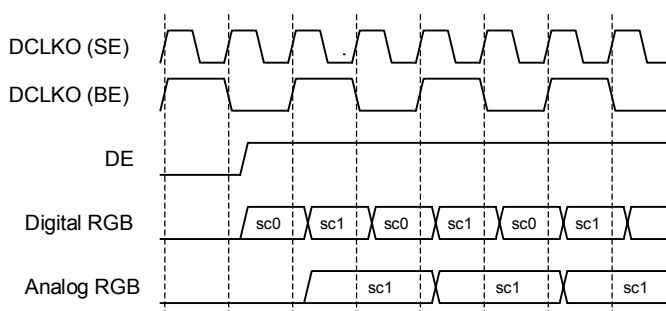 DCLKO (SE)
DCLKO (BE)
DE
Digital RGB sc0 sc1 sc0 sc1 sc0 sc1
Analog RGB sc1 sc1 sc1